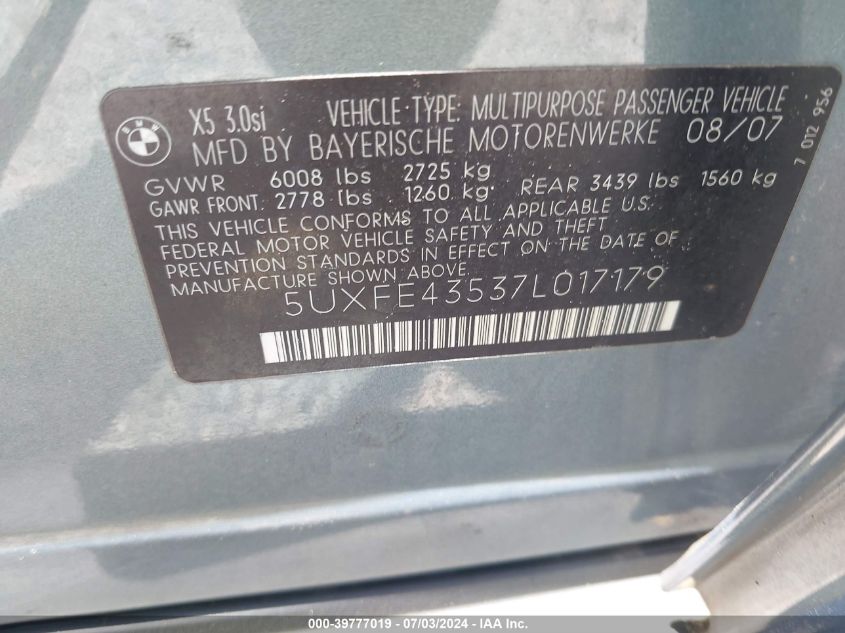 BMW
X5 3.0si VEHICLE TYPE: MULTIPURPOSE PASSENGER VEHICLE
MFD BY BAYERISCHE MOTORENWERKE 08/07
GVWR 6008 lbs 2725 kg
GAWR FRONT: 2778 lbs 1260 kg: REAR 3439 lbs 1560 kg
THIS VEHICLE CONFORMS TO ALL APPLICABLE U.S.
FEDERAL MOTOR VEHICLE SAFETY AND THEFT
PREVENTION STANDARDS IN EFFECT ON THE DATE OF
MANUFACTURE SHOWN ABOVE.
5UXFE43537L017179
7 012 956
000-39777019 - 07/03/2024 - IAAI.COM